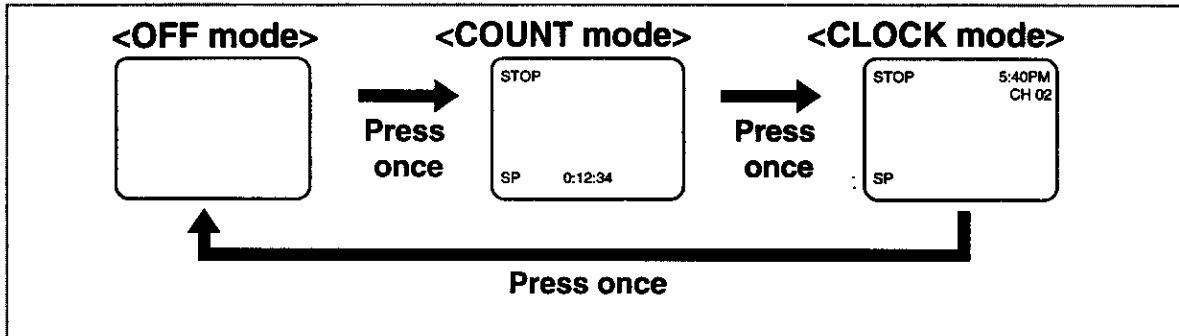 <OFF mode>
<COUNT mode>
<CLOCK mode>
STOP
SP 0:12:34
STOP 5:40PM
CH 02
SP
Press
once
Press
once
Press once